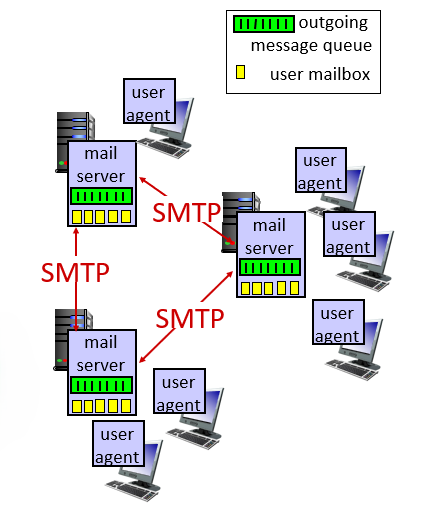 outgoing
message queue
user mailbox
user
agent
mail
server
SMTP
user
agent
mail
server
user
agent
SMTP
SMTP
user
agent
mail
server
user
agent
user
agent